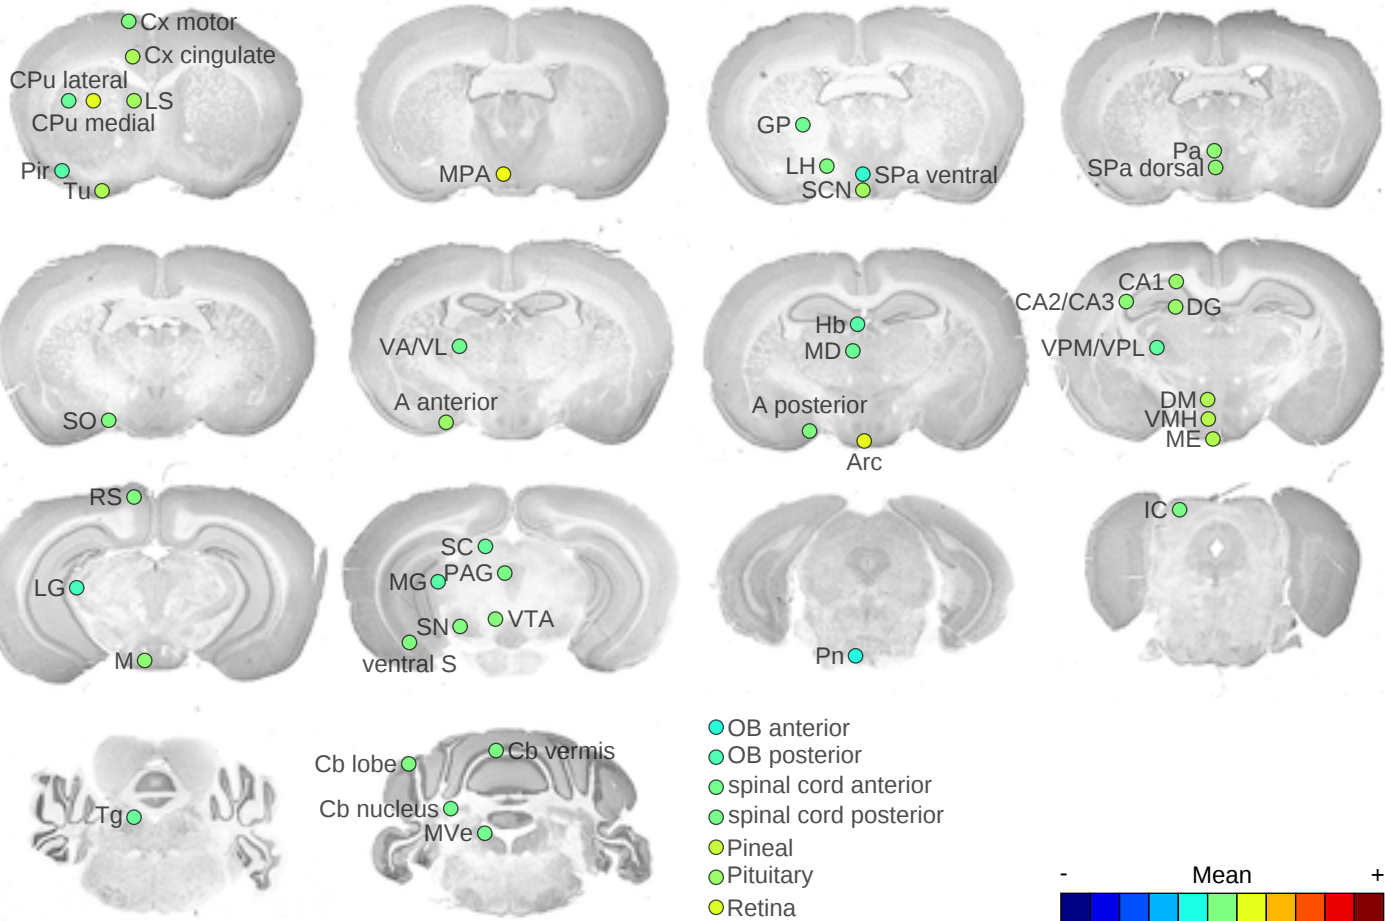 Cx motor
Cx cingulate
CPu lateral
LS
CPu medial
Pir
Tu
MPA
GP
LH
SPa ventral
SCN
Pa
SPa dorsal
SO
VA/VL
A anterior
Hb
MD
A posterior
Arc
CA1
CA2/CA3
DG
VPM/VPL
DM
VMH
ME
RS
LG
M
SC
MG
PAG
SN
VTA
ventral S
Pn
IC
Tg
Cb lobe
Cb vermis
Cb nucleus
MVe
OB anterior
OB posterior
spinal cord anterior
spinal cord posterior
Pineal
Pituitary
Retina
- Mean +